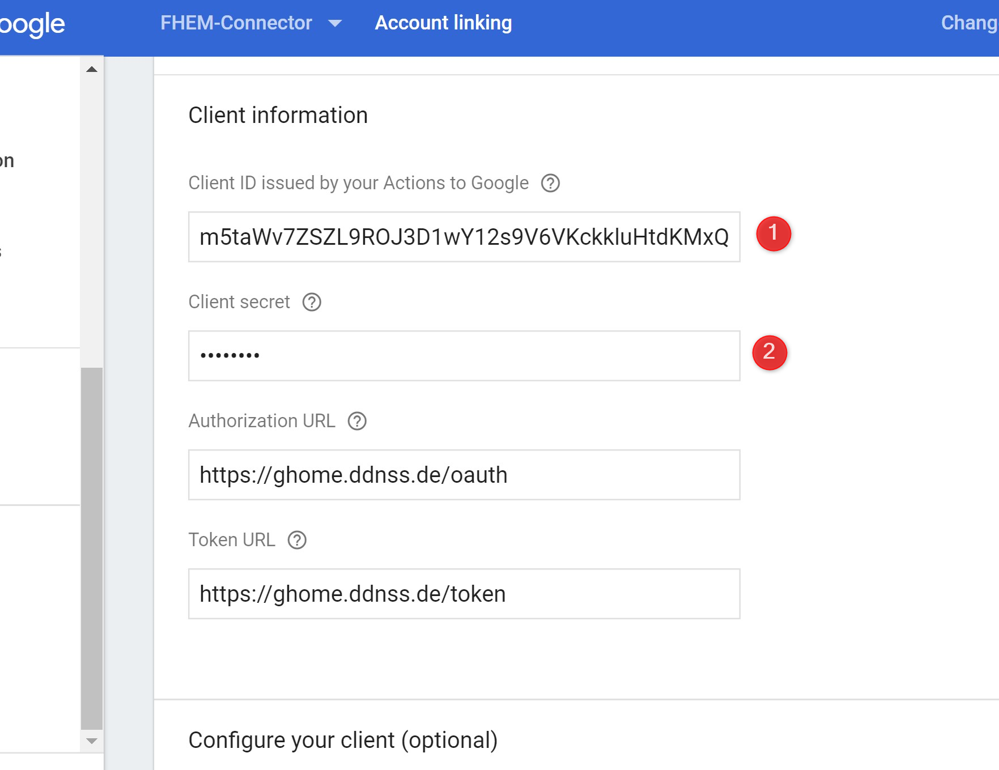 oogle FHEM-Connector Account linking Chang
on
s
Client information
Client ID issued by your Actions to Google ?
m5taWv7ZSZL9ROJ3D1wY12s9V6VKckkluHtdKMxQ 1
Client secret ?
•••••••• 2
Authorization URL ?
https://ghome.ddnss.de/oauth
Token URL ?
https://ghome.ddnss.de/token
Configure your client (optional)